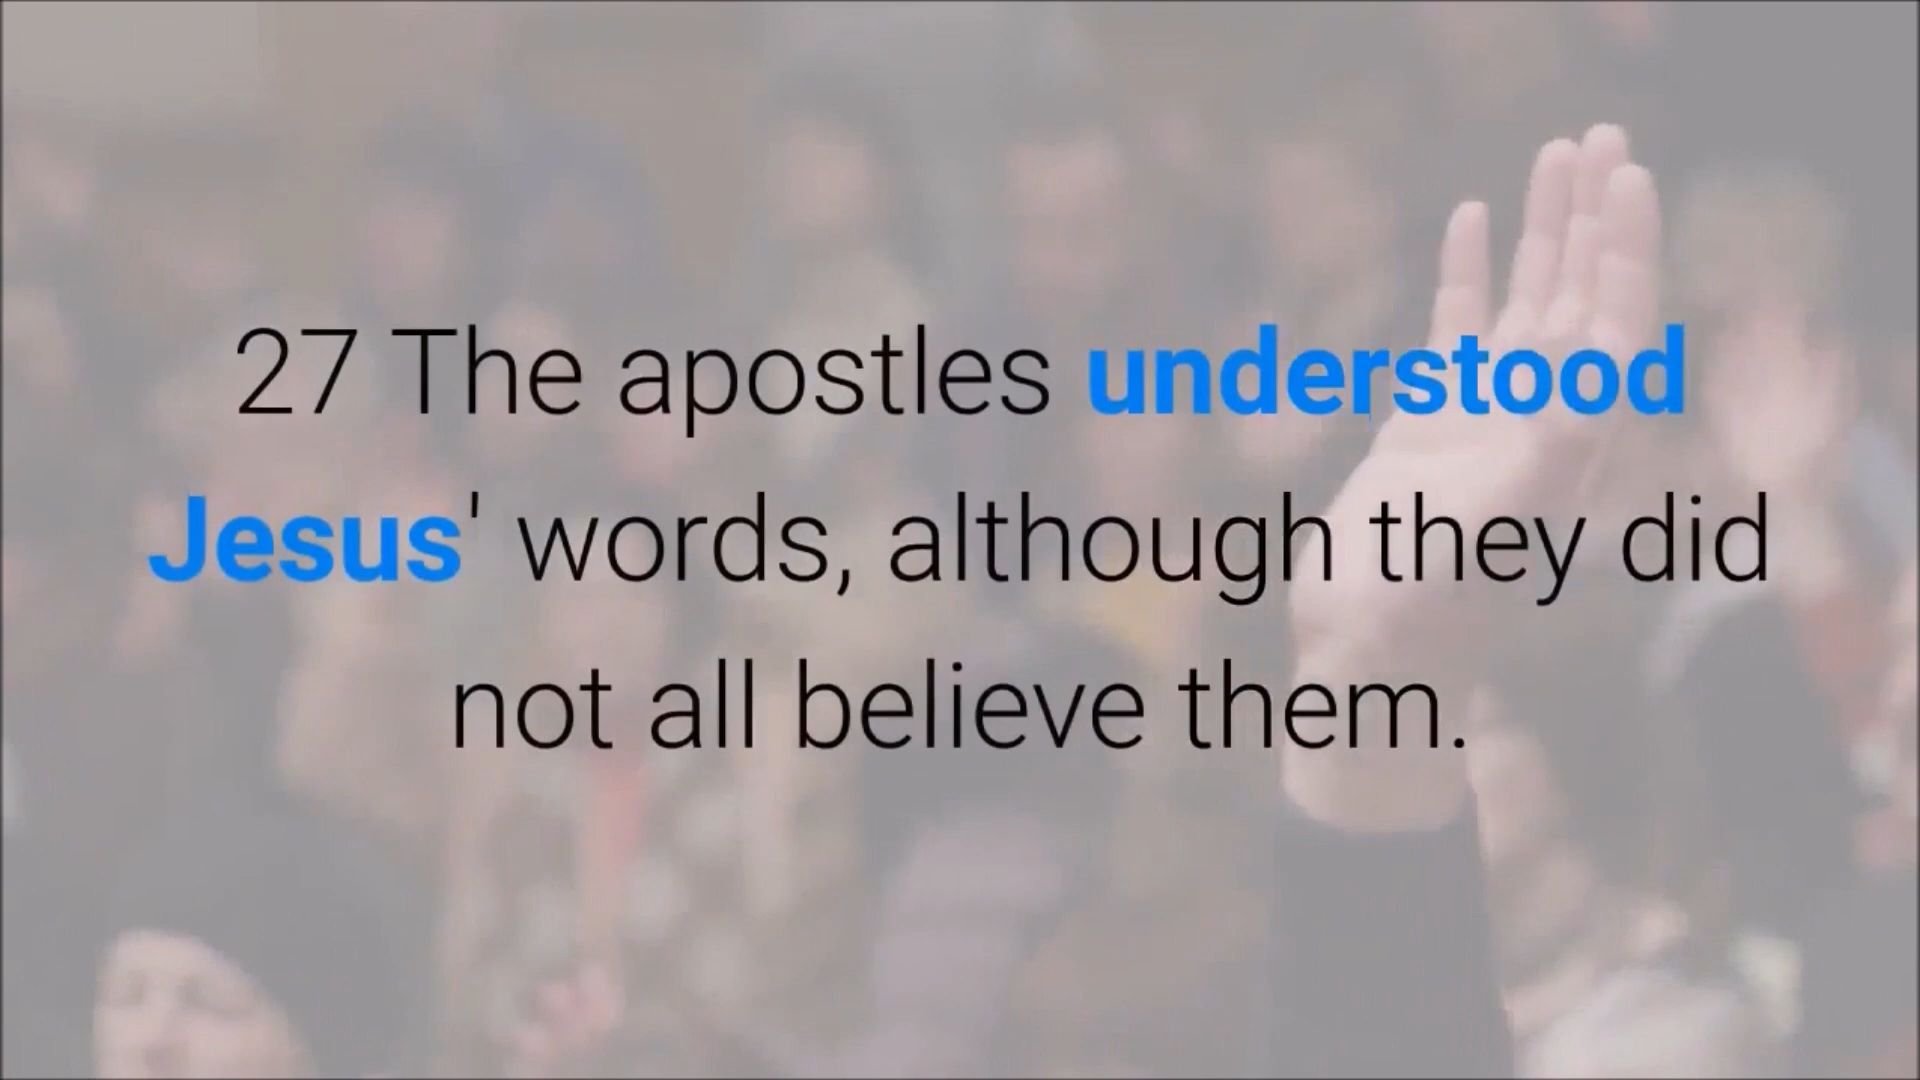 27 The apostles understood
Jesus' words, although they did
not all believe them.